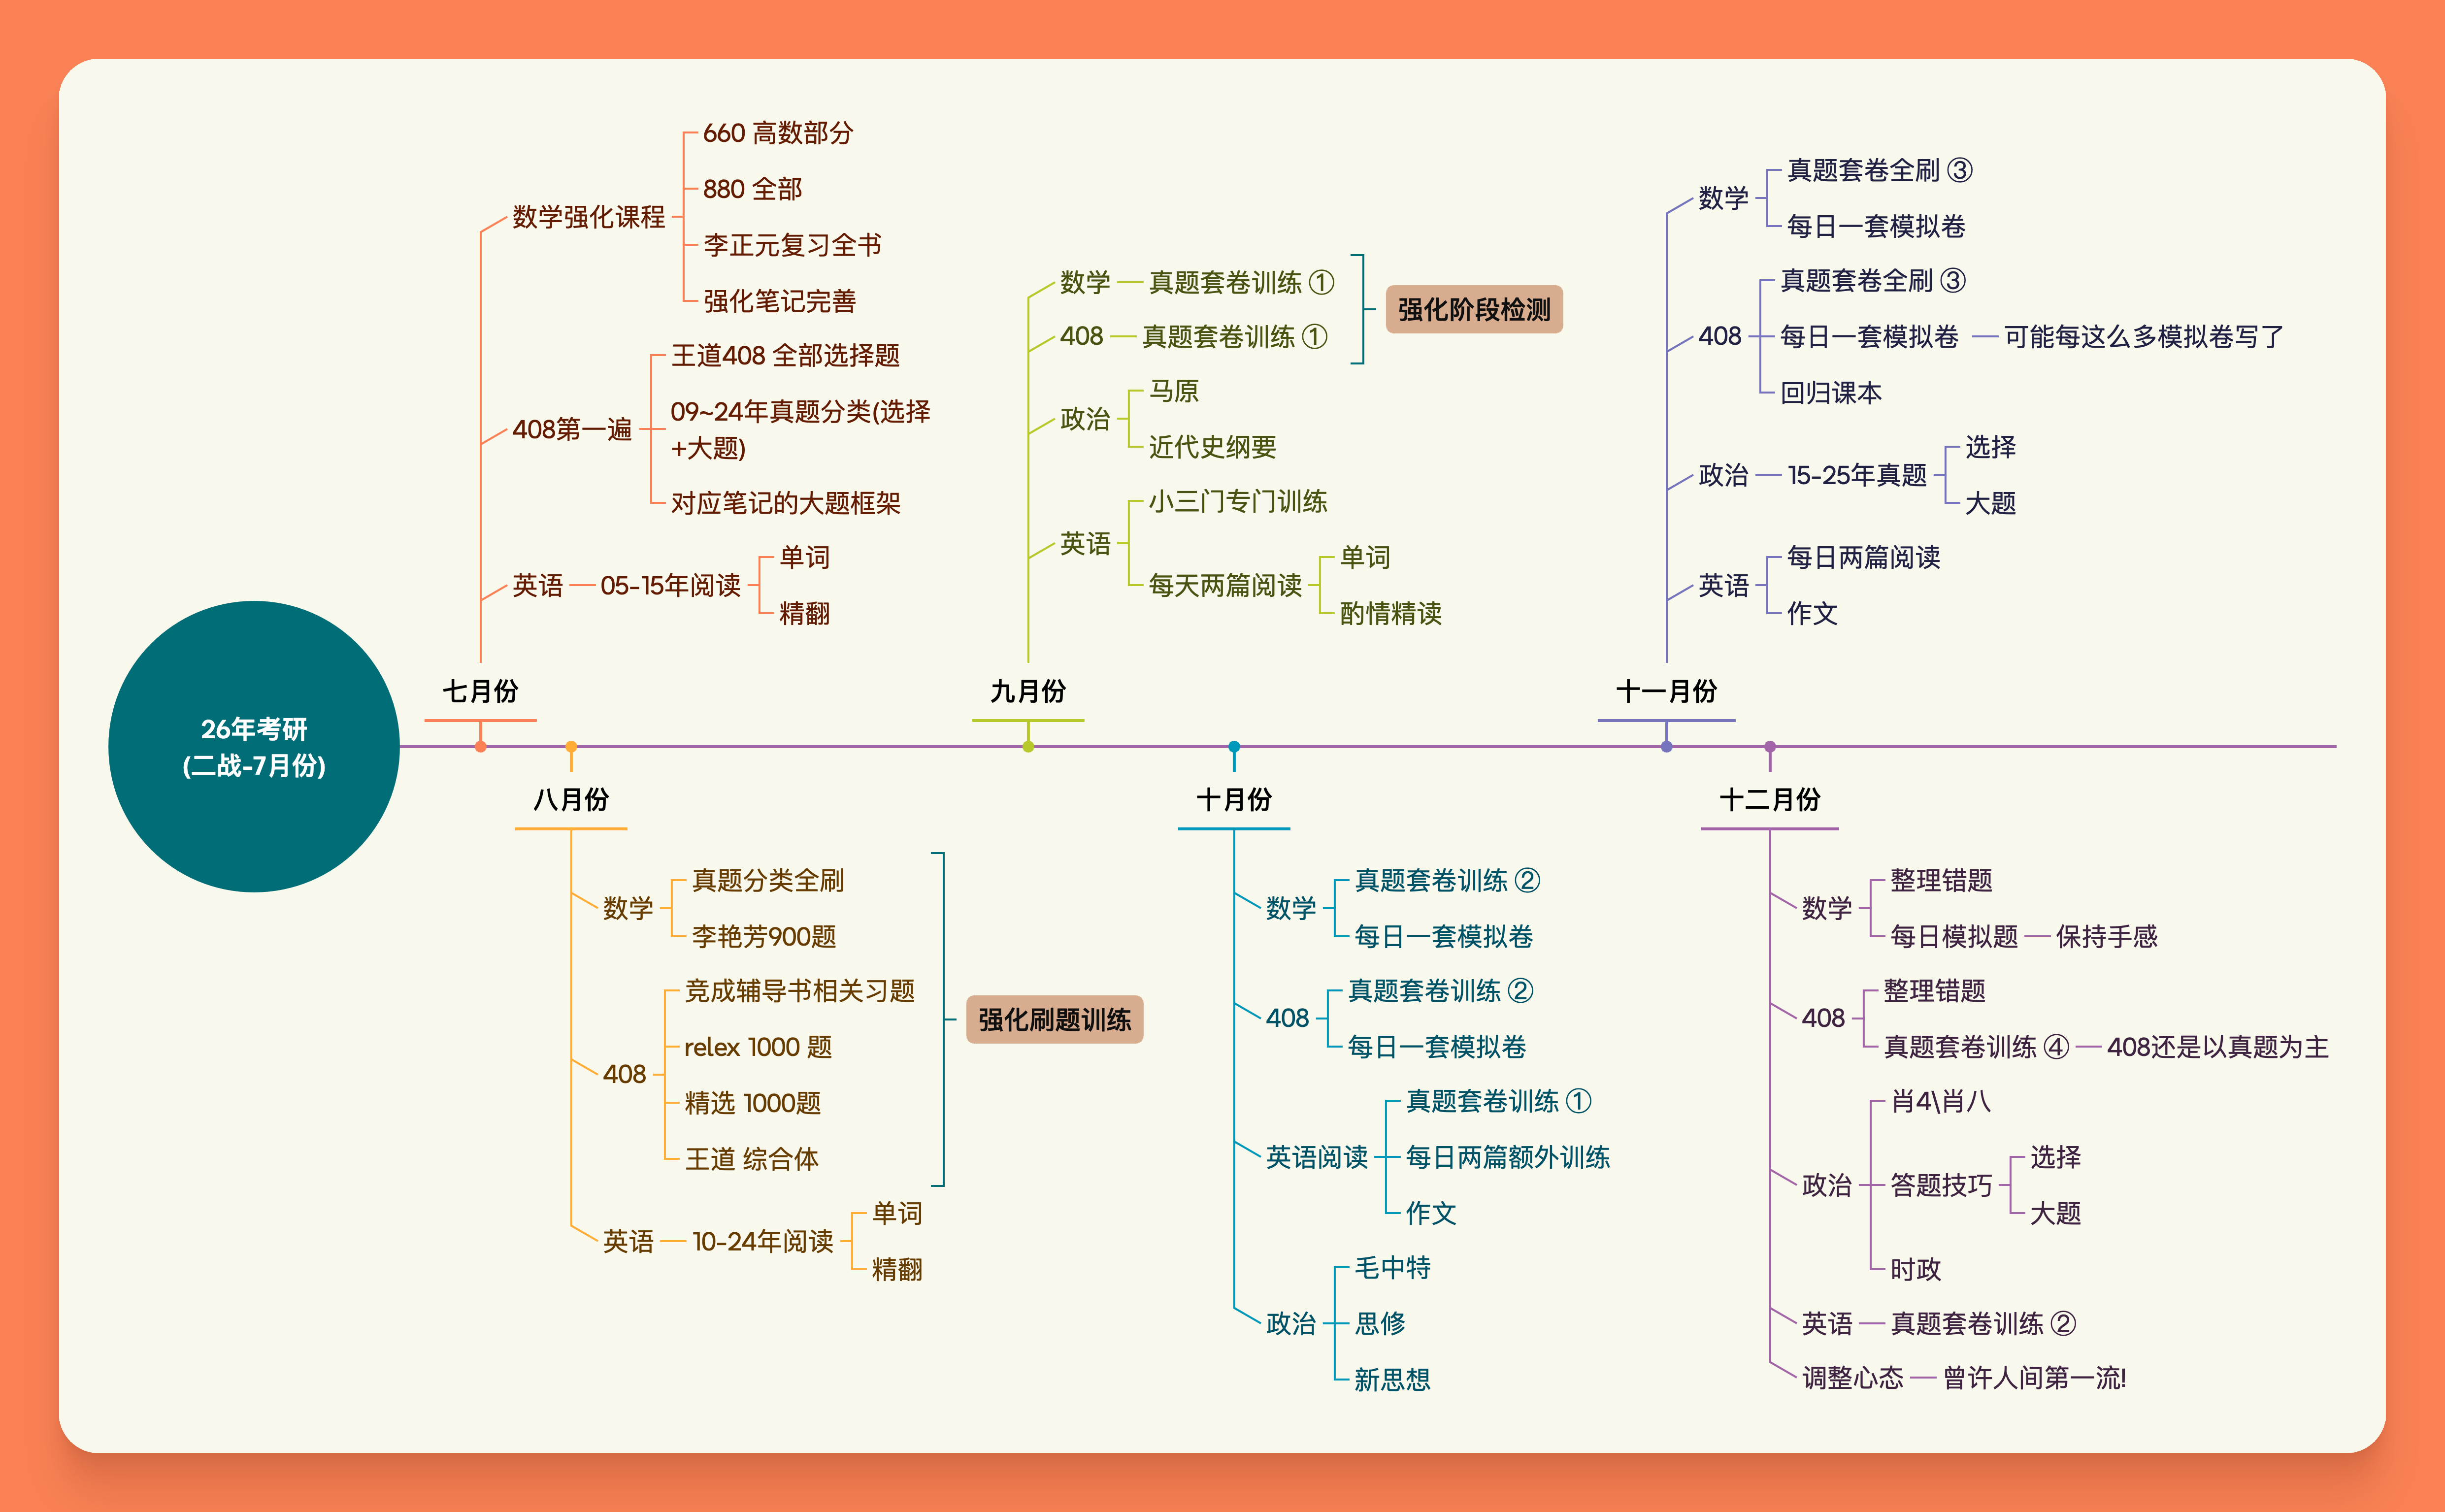 26年考研
(二战-7月份)
七月份
数学强化课程
660 高数部分
880 全部
李正元复习全书
强化笔记完善
408第一遍
王道408 全部选择题
09~24年真题分类(选择
+大题)
对应笔记的大题框架
英语
05-15年阅读
单词
精翻
八月份
数学
真题分类全刷
李艳芳900题
408
竞成辅导书相关习题
relex 1000 题
精选 1000题
王道 综合体
英语
10-24年阅读
单词
精翻
强化刷题训练
九月份
数学
真题套卷训练 ①
408
真题套卷训练 ①
强化阶段检测
政治
马原
近代史纲要
英语
小三门专门训练
每天两篇阅读
单词
酌情精读
十月份
数学
真题套卷训练 ②
每日一套模拟卷
408
真题套卷训练 ②
每日一套模拟卷
英语阅读
真题套卷训练 ①
每日两篇额外训练
作文
政治
毛中特
思修
新思想
十一月份
数学
真题套卷全刷 ③
每日一套模拟卷
408
真题套卷全刷 ③
每日一套模拟卷
可能每这么多模拟卷写了
回归课本
政治
15-25年真题
选择
大题
英语
每日两篇阅读
作文
十二月份
数学
整理错题
每日模拟题
保持手感
408
整理错题
真题套卷训练 ④
408还是以真题为主
政治
肖4\肖八
答题技巧
选择
大题
时政
英语
真题套卷训练 ②
调整心态
曾许人间第一流!